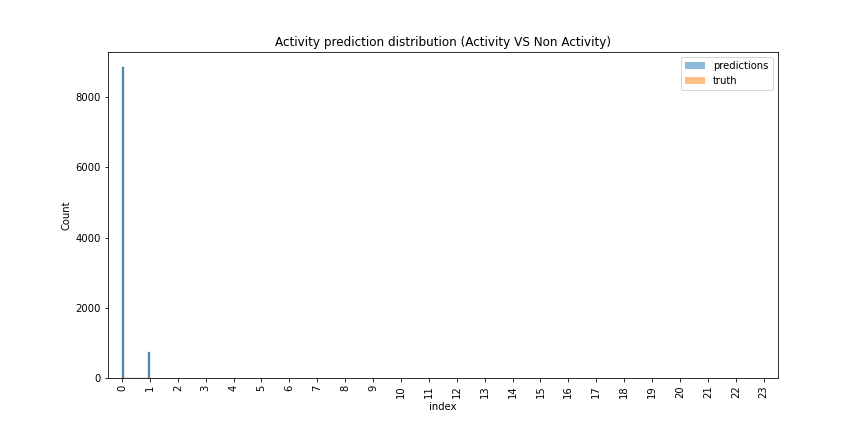 Activity prediction distribution (Activity VS Non Activity)
predictions
truth
8000
6000
4000
2000
0
Count
0 1 2 3 4 5 6 7 8 9 10 11 12 13 14 15 16 17 18 19 20 21 22 23
index